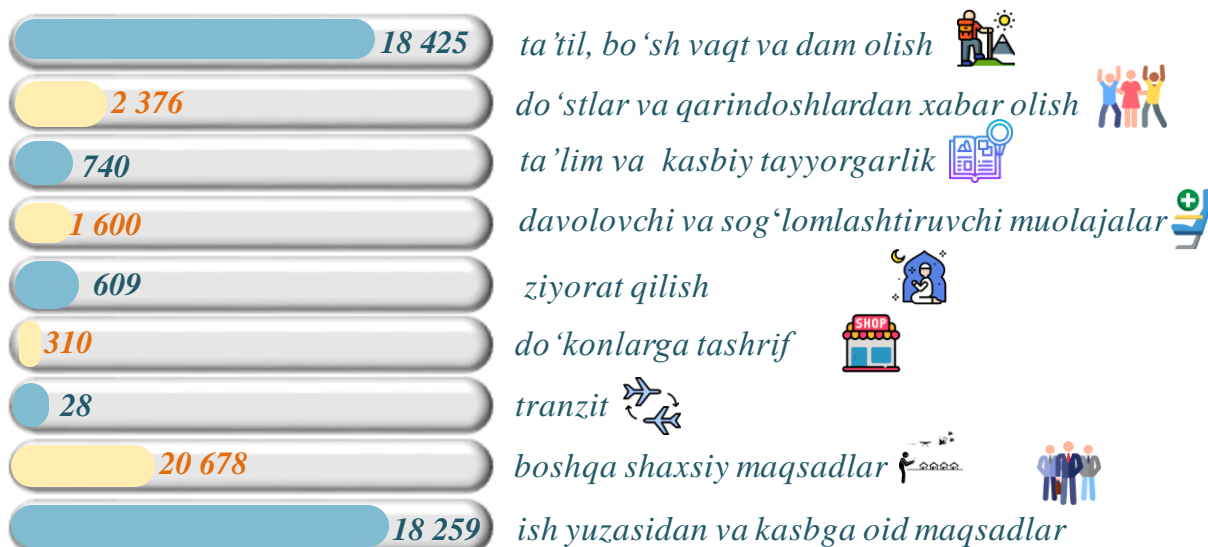 18 425 ta’til, bo‘sh vaqt va dam olish
2 376 do‘stlar va qarindoshlardan xabar olish
740 ta’lim va kasbiy tayyorgarlik
1 600 davolovchi va sog‘lomlashtiruvchi muolajalar
609 ziyorat qilish
310 do‘konlarga tashrif SHOP
28 tranzit
20 678 boshqa shaxsiy maqsadlar
18 259 ish yuzasidan va kasbga oid maqsadlar